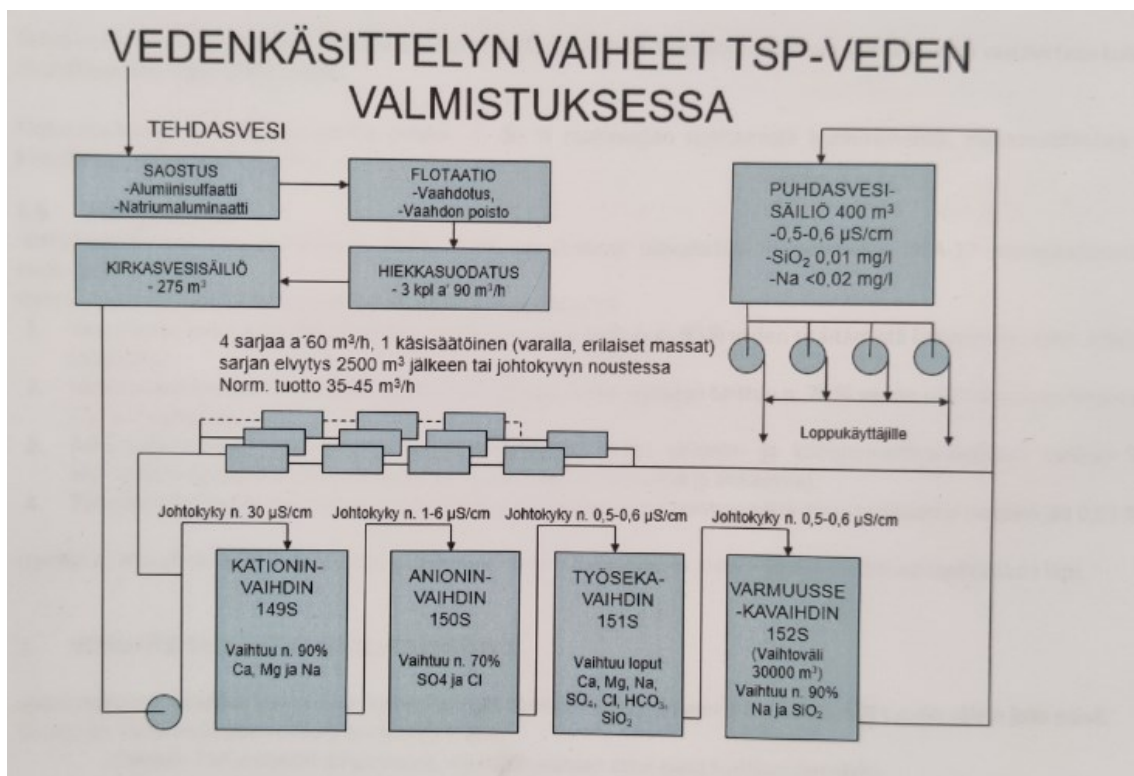 VEDENKÄSITTELYN VAIHEET TSP-VEDEN
VALMISTUKSESSA
TEHDASVESI
SAOSTUS
-Alumiinisulfaatti
-Natriumaluminaatti
FLOTAATIO
-Vaahdotus,
-Vaahdon poisto
PUHDASVESI-
SÄILIÖ 400 m³
-0,5-0,6 µS/cm
-SiO₂ 0,01 mg/l
-Na <0,02 mg/l
KIRKASVESISÄILIÖ
- 275 m³
HIEKKASUODATUS
- 3 kpl a' 90 m³/h
4 sarjaa a´60 m³/h, 1 käsisäätöinen (varalla, erilaiset massat)
sarjan elvytys 2500 m³ jälkeen tai johtokyvyn noustessa
Norm. tuotto 35-45 m³/h
Loppukäyttäjille
Johtokyky n. 30 µS/cm
Johtokyky n. 1-6 µS/cm
Johtokyky n. 0,5-0,6 µS/cm
Johtokyky n. 0,5-0,6 µS/cm
KATIONIN-
VAIHDIN
149S
Vaihtuu n. 90%
Ca, Mg ja Na
ANIONIN-
VAIHDIN
150S
Vaihtuu n. 70%
SO4 ja Cl
TYÖSEKA-
VAIHDIN
151S
Vaihtuu loput
Ca, Mg, Na,
SO₄, Cl, HCO₃,
SiO₂
VARMUUSSE
-KAVAIHDIN
152S
(Vaihtoväli
30000 m³)
Vaihtuu n. 90%
Na ja SiO₂